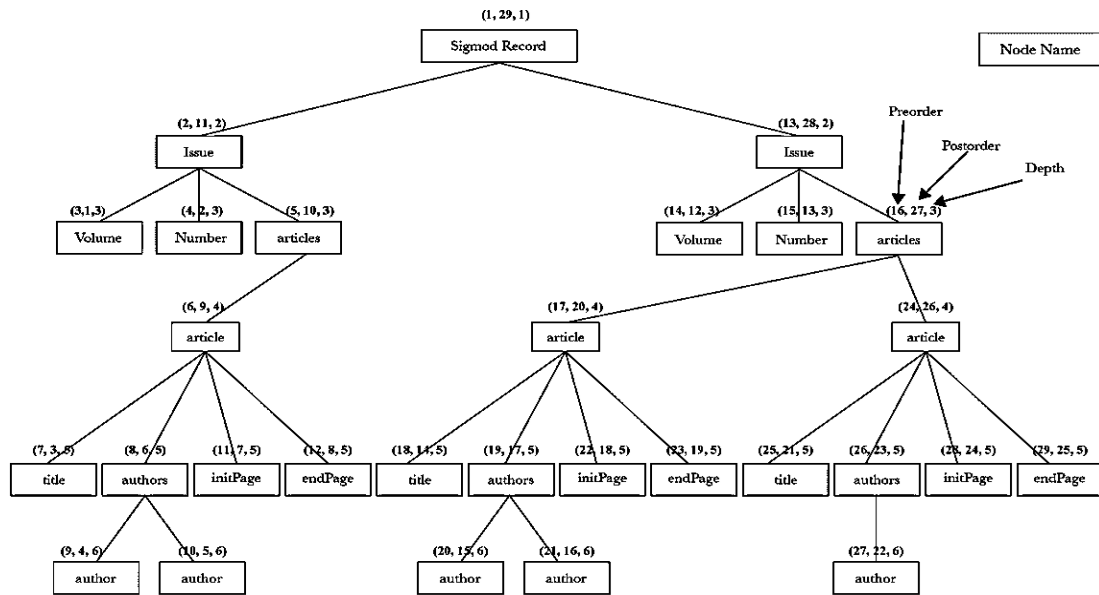 (1, 29, 1)
Sigmod Record
Node Name
(2, 11, 2)
(13, 28, 2)
Preorder
Issue
Issue
Postorder
Depth
(3,1,3)
(4, 2, 3)
(5, 10, 3)
(14, 12, 3)
(15, 13, 3)
(16, 27, 3)
Volume
Number
articles
Volume
Number
articles
(6, 9, 4)
(17, 20, 4)
(24, 26, 4)
article
article
article
(7, 3, 5)
(8, 6, 5)
(11, 7, 5)
(12, 8, 5)
(18, 14, 5)
(19, 17, 5)
(22, 18, 5)
(23, 19, 5)
(25, 21, 5)
(26, 23, 5)
(28, 24, 5)
(29, 25, 5)
title
authors
initPage
endPage
title
authors
initPage
endPage
title
authors
initPage
endPage
(9, 4, 6)
(10, 5, 6)
(20, 15, 6)
(21, 16, 6)
(27, 22, 6)
author
author
author
author
author